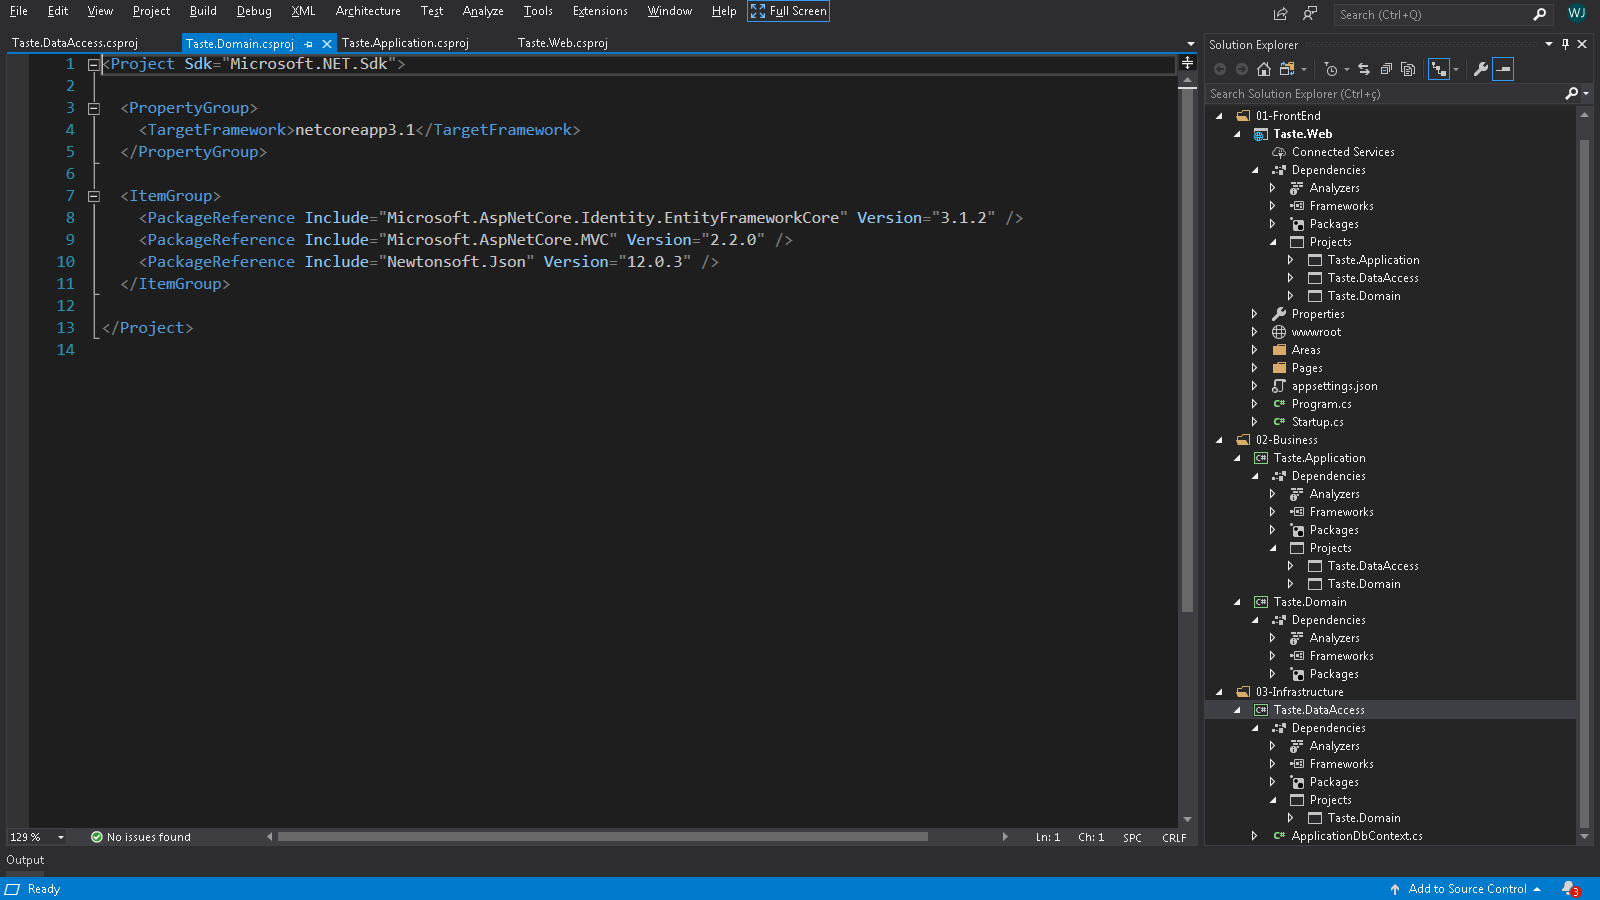 File Edit View Project Build Debug XML Architecture Test Analyze Tools Extensions Window Help Full Screen Search (Ctrl+Q) WJ
Taste.DataAccess.csproj Taste.Domain.csproj Taste.Application.csproj Taste.Web.csproj
1 <Project Sdk="Microsoft.NET.Sdk">
2
3 <PropertyGroup>
4 <TargetFramework>netcoreapp3.1</TargetFramework>
5 </PropertyGroup>
6
7 <ItemGroup>
8 <PackageReference Include="Microsoft.AspNetCore.Identity.EntityFrameworkCore" Version="3.1.2" />
9 <PackageReference Include="Microsoft.AspNetCore.MVC" Version="2.2.0" />
10 <PackageReference Include="Newtonsoft.Json" Version="12.0.3" />
11 </ItemGroup>
12
13 </Project>
14
129 % No issues found Ln: 1 Ch: 1 SPC CRLF
Solution Explorer
Search Solution Explorer (Ctrl+ç)
01-FrontEnd
Taste.Web
Connected Services
Dependencies
Analyzers
Frameworks
Packages
Projects
Taste.Application
Taste.DataAccess
Taste.Domain
Properties
wwwroot
Areas
Pages
appsettings.json
C# Program.cs
C# Startup.cs
02-Business
C# Taste.Application
Dependencies
Analyzers
Frameworks
Packages
Projects
Taste.DataAccess
Taste.Domain
C# Taste.Domain
Dependencies
Analyzers
Frameworks
Packages
03-Infrastructure
C# Taste.DataAccess
Dependencies
Analyzers
Frameworks
Packages
Projects
Taste.Domain
C# ApplicationDbContext.cs
Output
Ready Add to Source Control 3